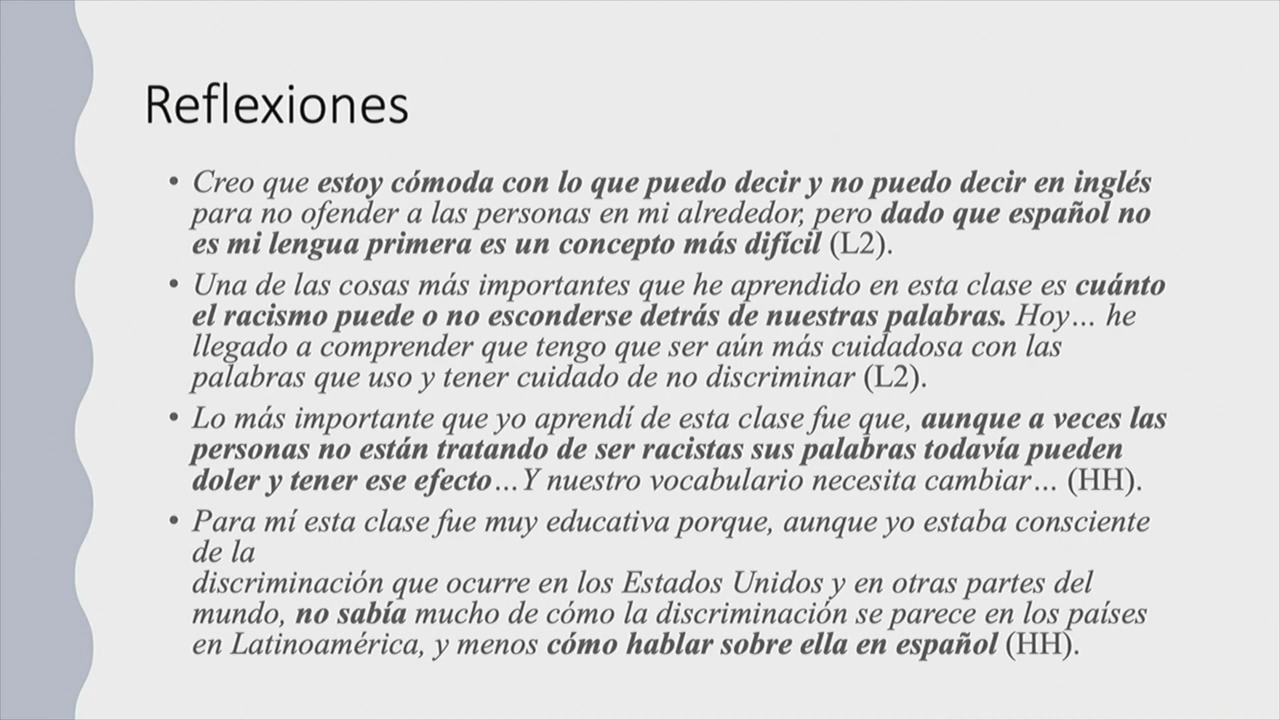 Reflexiones
• Creo que estoy cómoda con lo que puedo decir y no puedo decir en inglés
para no ofender a las personas en mi alrededor, pero dado que español no
es mi lengua primera es un concepto más difícil (L2).
• Una de las cosas más importantes que he aprendido en esta clase es cuánto
el racismo puede o no esconderse detrás de nuestras palabras. Hoy… he
llegado a comprender que tengo que ser aún más cuidadosa con las
palabras que uso y tener cuidado de no discriminar (L2).
• Lo más importante que yo aprendí de esta clase fue que, aunque a veces las
personas no están tratando de ser racistas sus palabras todavía pueden
doler y tener ese efecto…Y nuestro vocabulario necesita cambiar… (HH).
• Para mí esta clase fue muy educativa porque, aunque yo estaba consciente
de la
discriminación que ocurre en los Estados Unidos y en otras partes del
mundo, no sabía mucho de cómo la discriminación se parece en los países
en Latinoamérica, y menos cómo hablar sobre ella en español (HH).